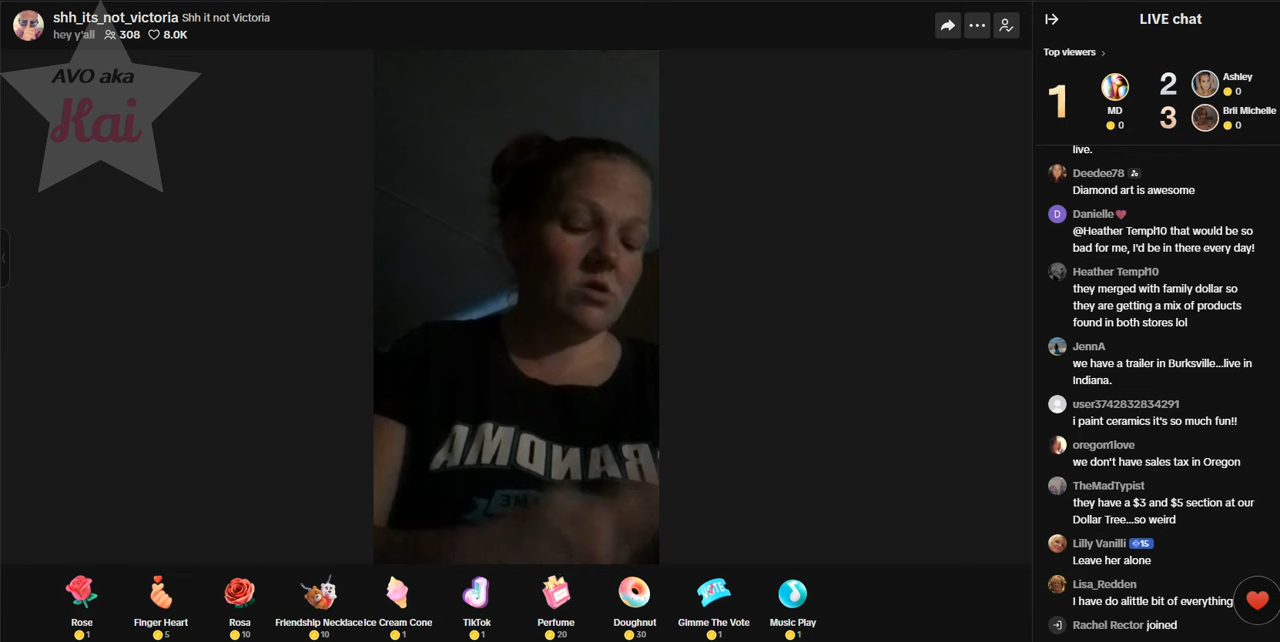 shh_its_not_victoria Shh it not Victoria
hey y'all 308 8.0K
AVO aka
Kai
GRANDMA
Rose
1
Finger Heart
5
Rosa
10
Friendship Necklace
10
Ice Cream Cone
1
TikTok
1
Perfume
20
Doughnut
30
VOTE
Gimme The Vote
1
Music Play
1
LIVE chat
Top viewers ›
1
MD
0
2
Ashley
0
3
Brii Michelle
0
live.
Deedee78
Diamond art is awesome
D
Danielle
@Heather Templ10 that would be so
bad for me, I'd be in there every day!
Heather Templ10
they merged with family dollar so
they are getting a mix of products
found in both stores lol
JennA
we have a trailer in Burksville...live in
Indiana.
user3742832834291
i paint ceramics it's so much fun!!
oregon1love
we don't have sales tax in Oregon
TheMadTypist
they have a $3 and $5 section at our
Dollar Tree...so weird
Lilly Vanilli 15
Leave her alone
Lisa_Redden
I have do alittle bit of everything
Rachel Rector joined